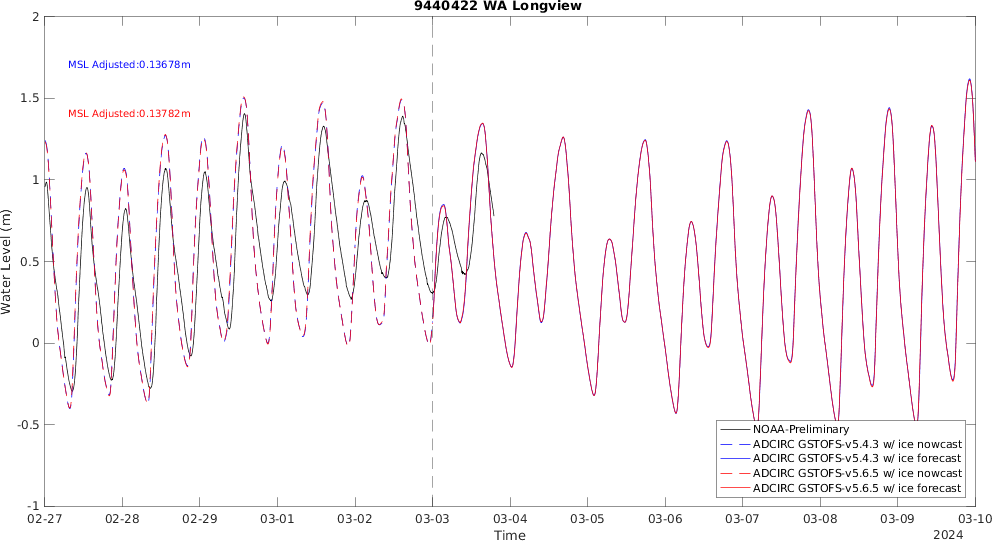 9440422 WA Longview
2
1.5
1
0.5
0
-0.5
-1
Water Level (m)
MSL Adjusted:0.13678m
MSL Adjusted:0.13782m
NOAA-Preliminary
ADCIRC GSTOFS-v5.4.3 w/ ice nowcast
ADCIRC GSTOFS-v5.4.3 w/ ice forecast
ADCIRC GSTOFS-v5.6.5 w/ ice nowcast
ADCIRC GSTOFS-v5.6.5 w/ ice forecast
02-27 02-28 02-29 03-01 03-02 03-03 03-04 03-05 03-06 03-07 03-08 03-09 03-10
Time
2024